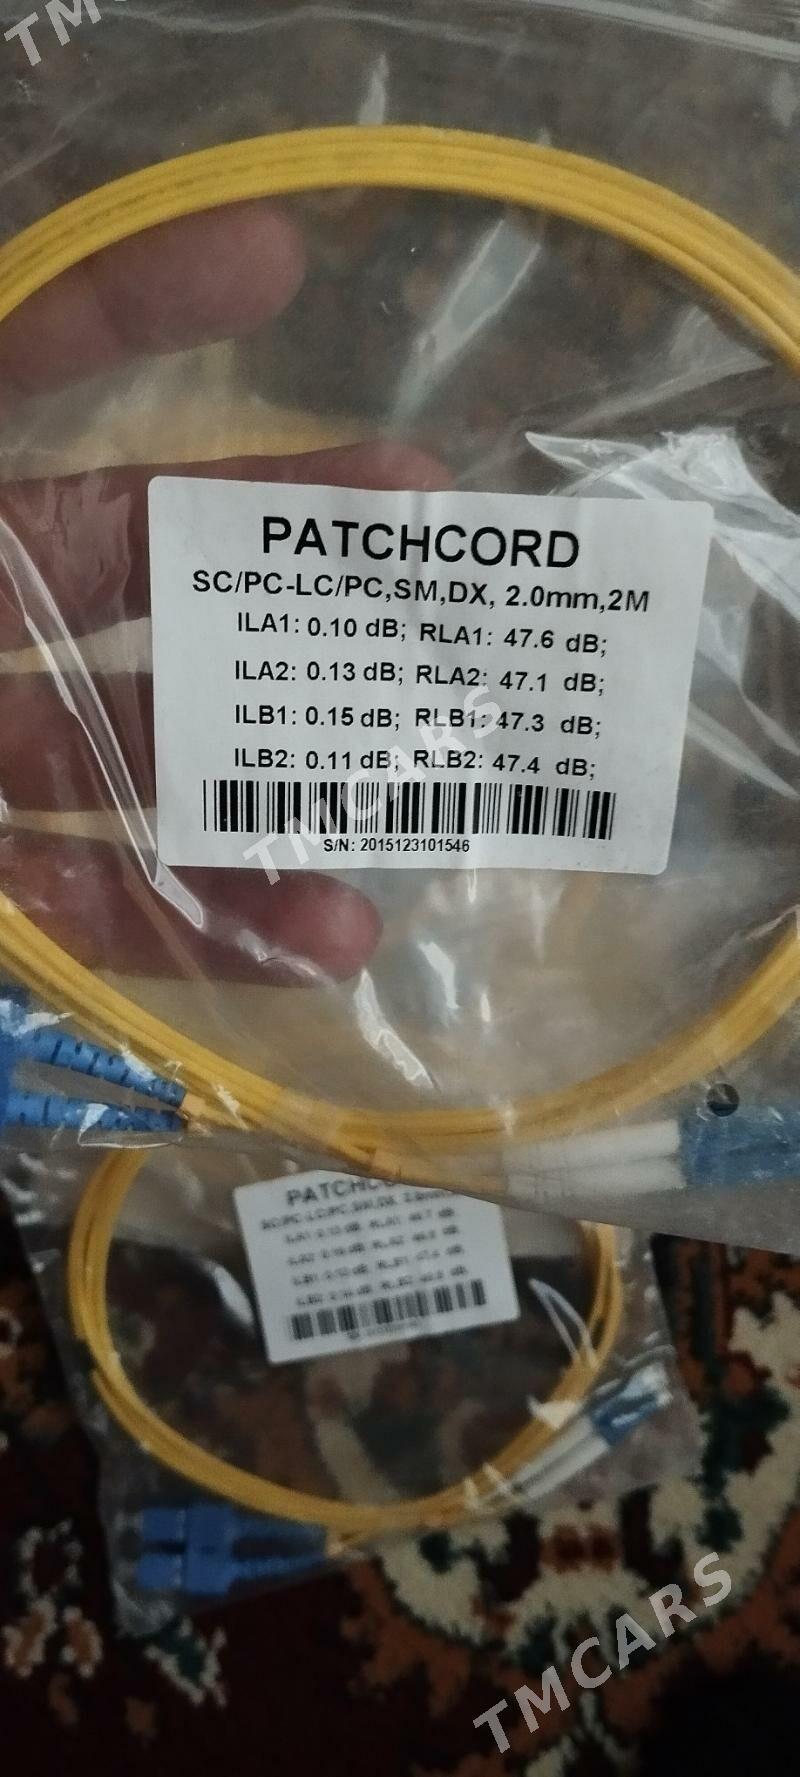 TMCARS
PATCHCORD
SC/PC-LC/PC,SM,DX, 2.0mm,2M
ILA1: 0.10 dB; RLA1: 47.6 dB;
ILA2: 0.13 dB; RLA2: 47.1 dB;
ILB1: 0.15 dB; RLB1: 47.3 dB;
ILB2: 0.11 dB; RLB2: 47.4 dB;
S/N: 2015123101546
TMCARS
TMCARS